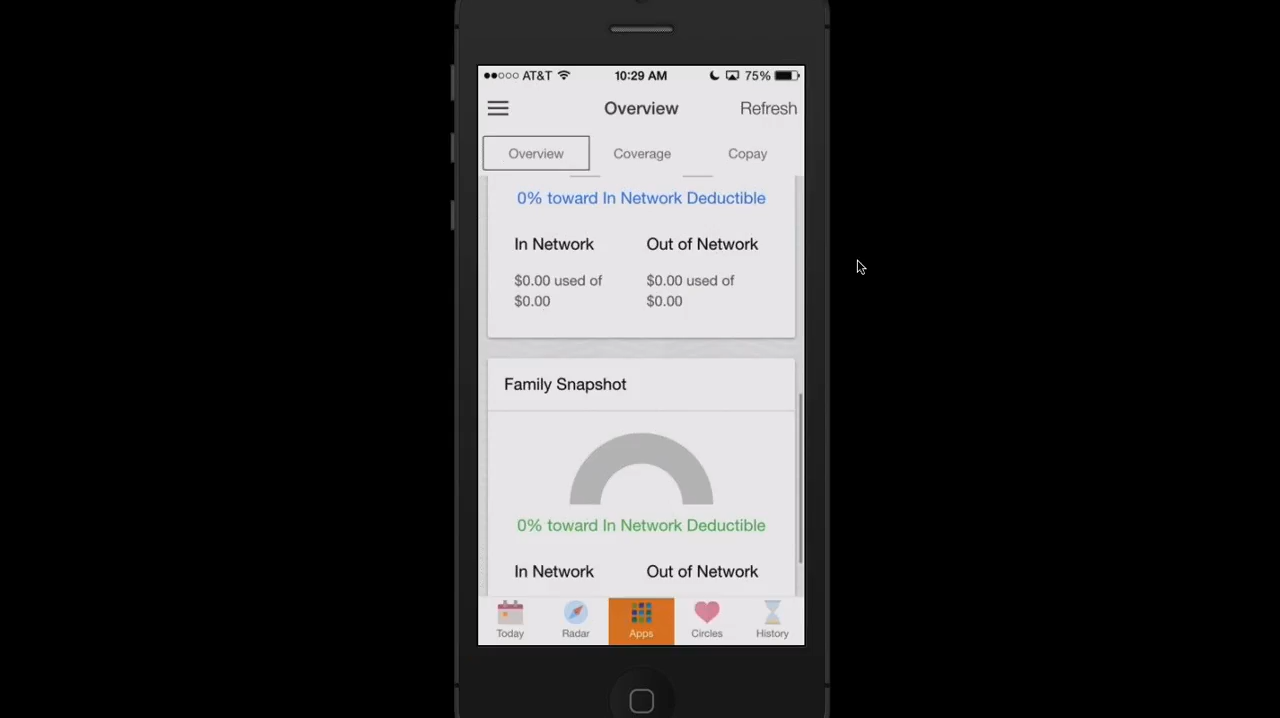 AT&T 10:29 AM 75%
Overview Refresh
Overview Coverage Copay
0% toward In Network Deductible
In Network Out of Network
$0.00 used of $0.00 used of
$0.00 $0.00
Family Snapshot
0% toward In Network Deductible
In Network Out of Network
Today Radar Apps Circles History